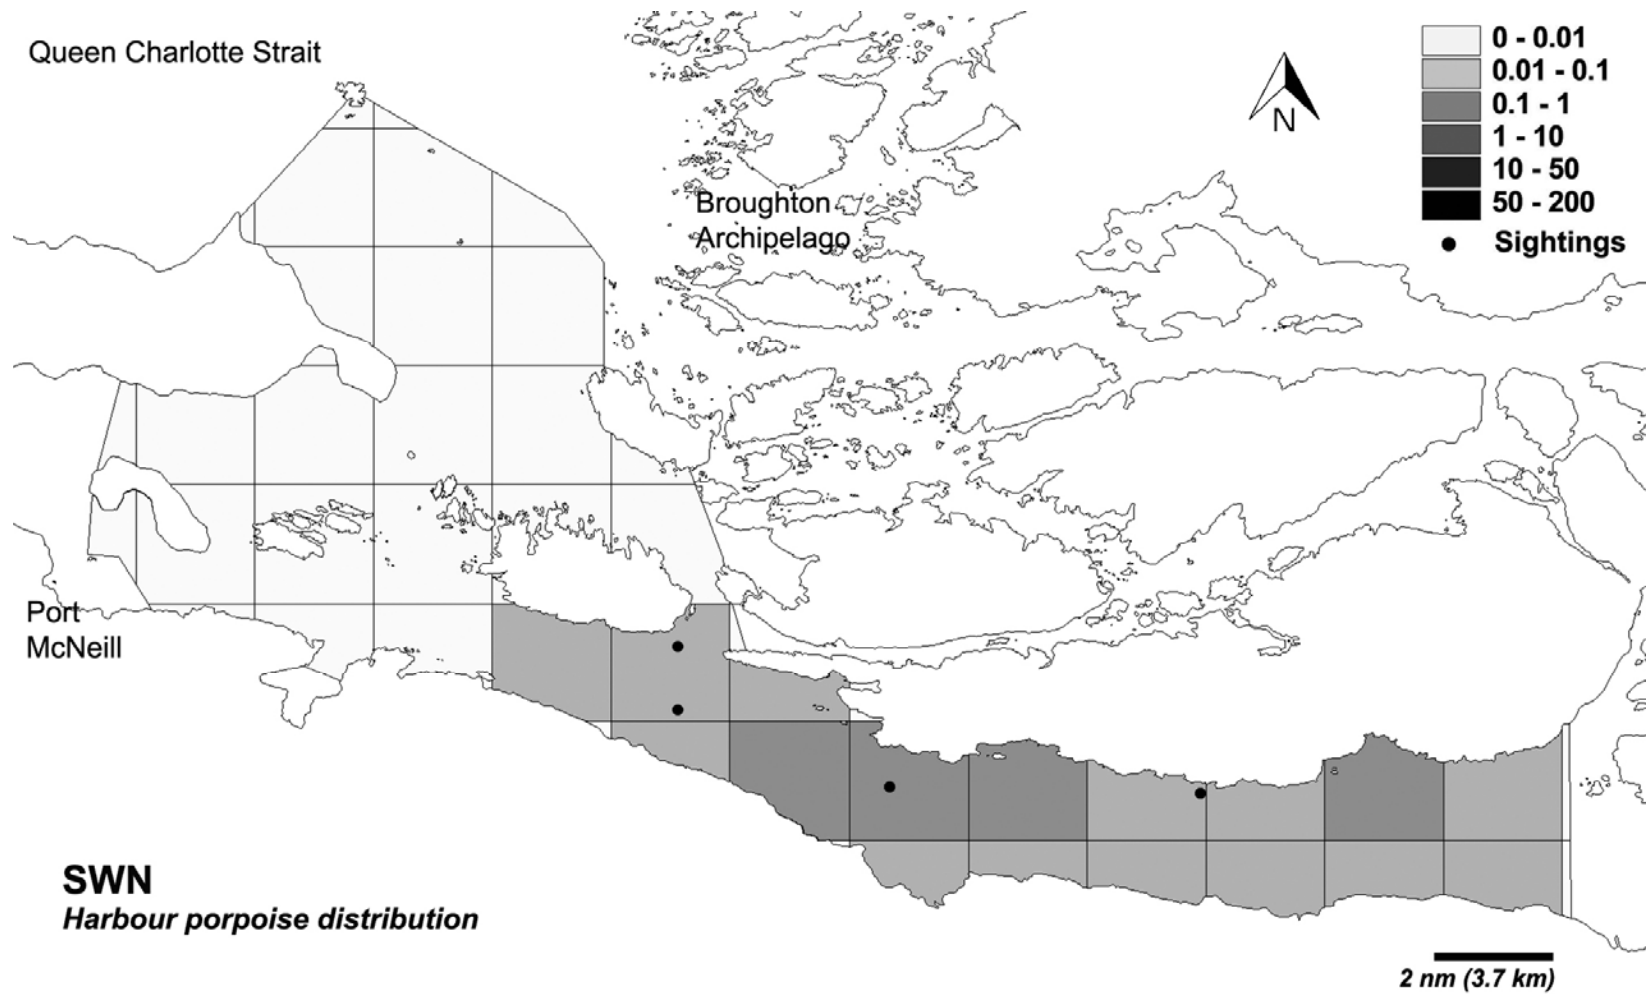 Queen Charlotte Strait
0 - 0.01
0.01 - 0.1
0.1 - 1
1 - 10
10 - 50
50 - 200
Sightings
N
Broughton
Archipelago
Port
McNeill
SWN
Harbour porpoise distribution
2 nm (3.7 km)